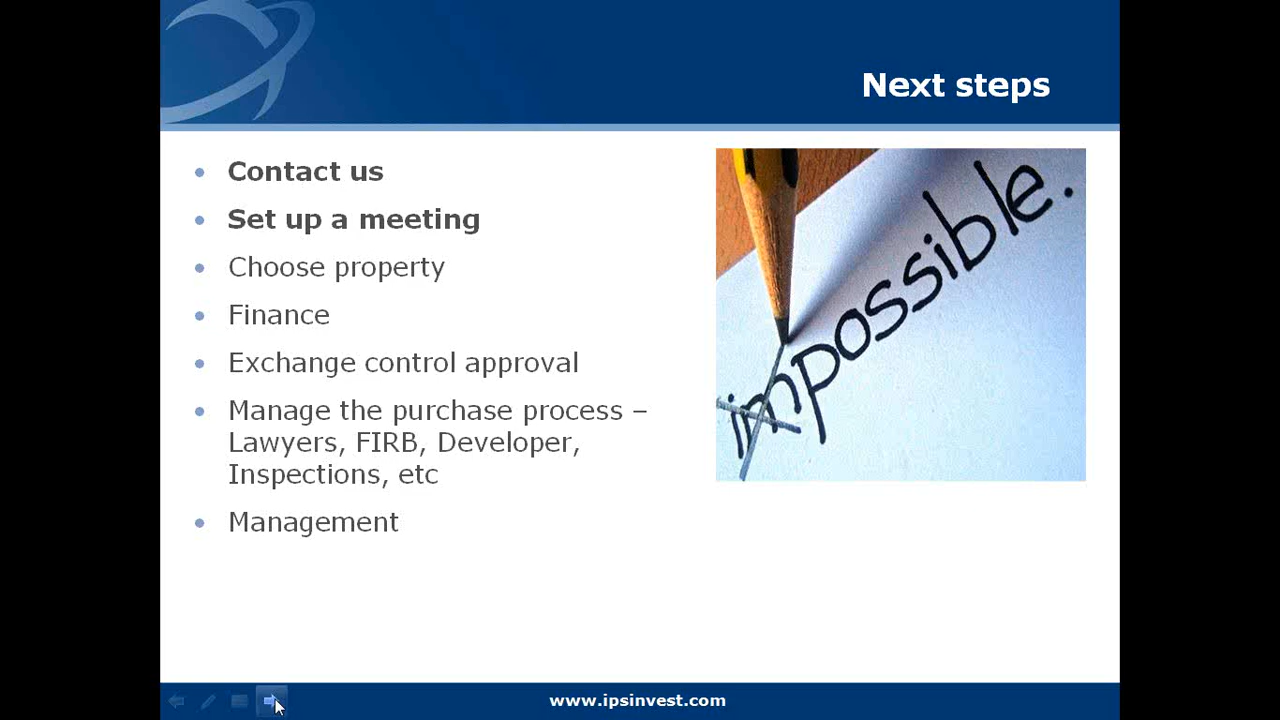 Next steps
Contact us
Set up a meeting
Choose property
Finance
Exchange control approval
Manage the purchase process –
Lawyers, FIRB, Developer,
Inspections, etc
Management
impossible.
www.ipsinvest.com